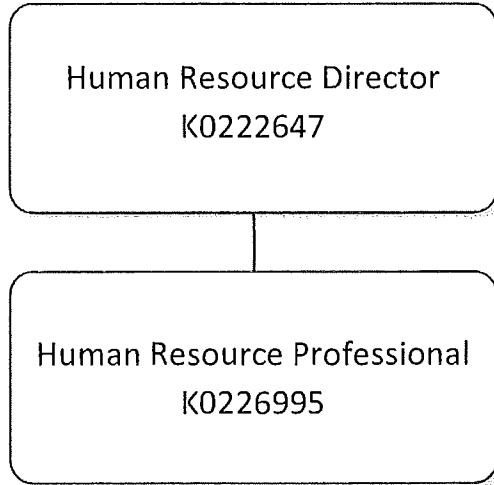 Human Resource Director
K0222647
Human Resource Professional
K0226995